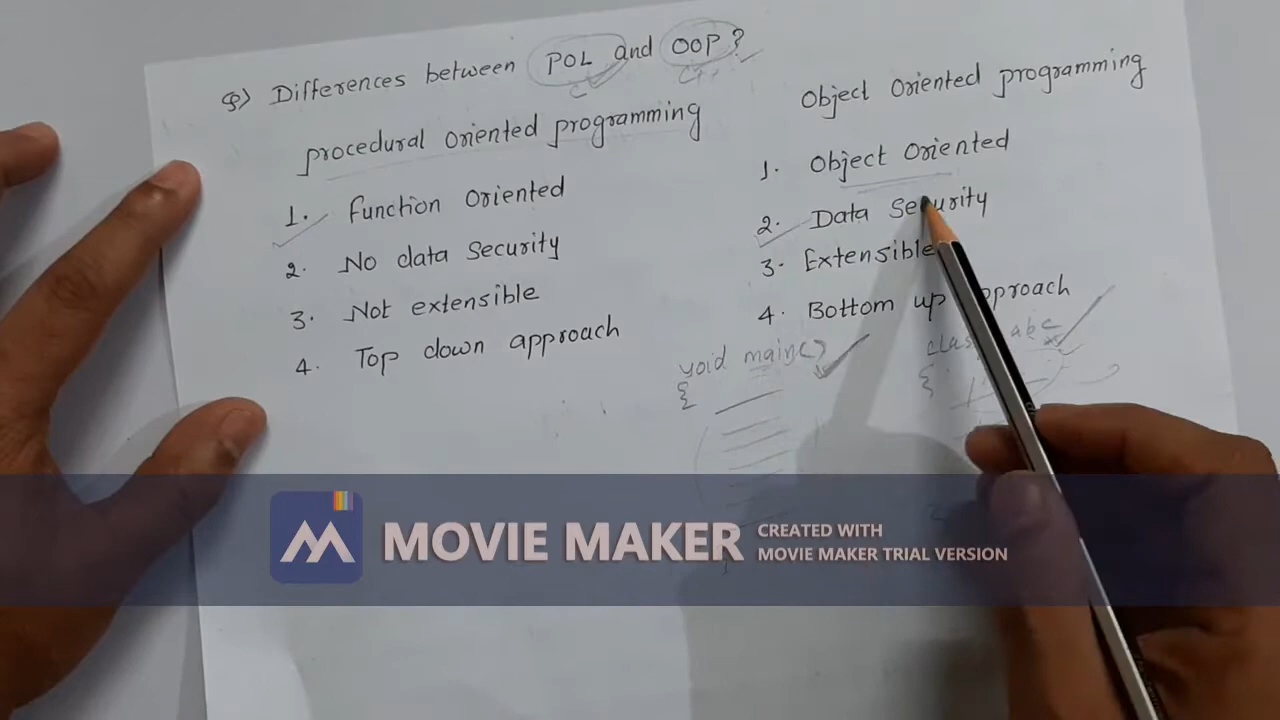 Q) Differences between POL and OOP?
C C++
procedural oriented programming
1. Function Oriented
2. No data security
3. Not extensible
4. Top down approach
Object Oriented programming
1. Object Oriented
2. Data Security
3. Extensible
4. Bottom up approach
void main()
{
class abc
{
MOVIE MAKER
CREATED WITH
MOVIE MAKER TRIAL VERSION